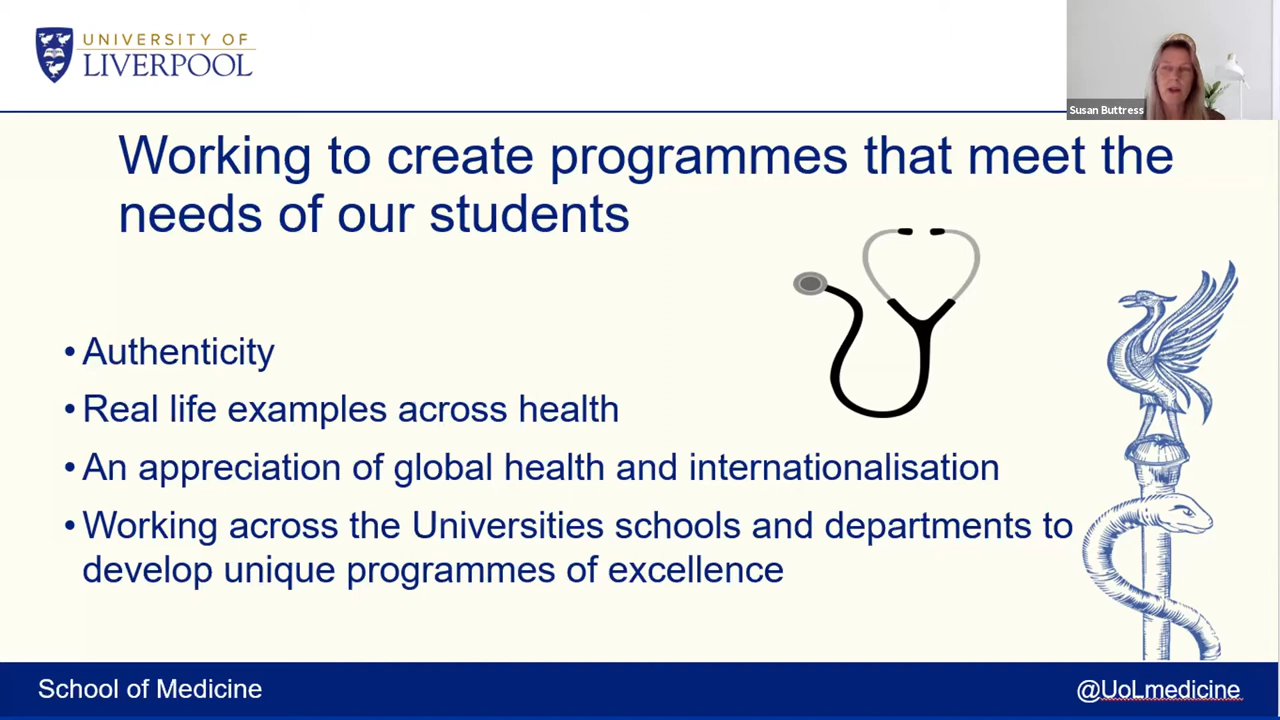 UNIVERSITY OF
LIVERPOOL
Susan Buttress
Working to create programmes that meet the
needs of our students
• Authenticity
• Real life examples across health
• An appreciation of global health and internationalisation
• Working across the Universities schools and departments to
develop unique programmes of excellence
School of Medicine
@UoLmedicine